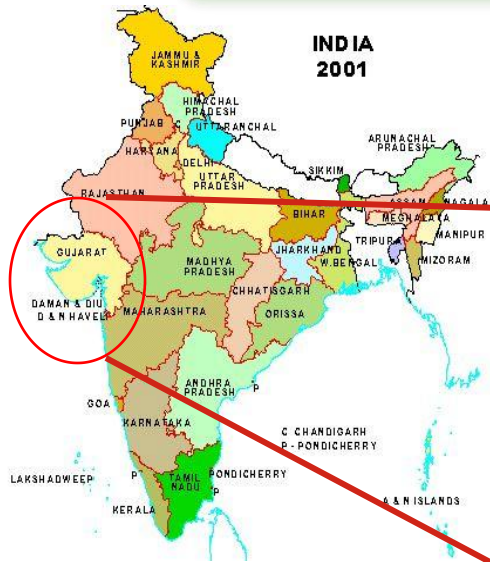 INDIA
2001
JAMMU &
KASHMIR
HIMACHAL
PRADESH
PUNJAB
C
UTTARANCHAL
HARYANA
DELHI
ARUNACHAL
PRADESH
UTTAR
PRADESH
SIKKIM
RAJASTHAN
ASSAM
NAGALA
BIHAR
MEGHALAYA
MANIPUR
GUJARAT
JHARKHAND
TRIPURA
MADHYA
PRADESH
W.BENGAL
MIZORAM
CHHATISGARH
DAMAN & DIU
D & N HAVEL
MAHARASHTRA
ORISSA
ANDHRA
PRADESH
P
GOA
KARNATAKA
C CHANDIGARH
P - PONDICHERRY
LAKSHADWEEP
P
TAMIL
NADU
PONDICHERRY
P
KERALA
A & N ISLANDS